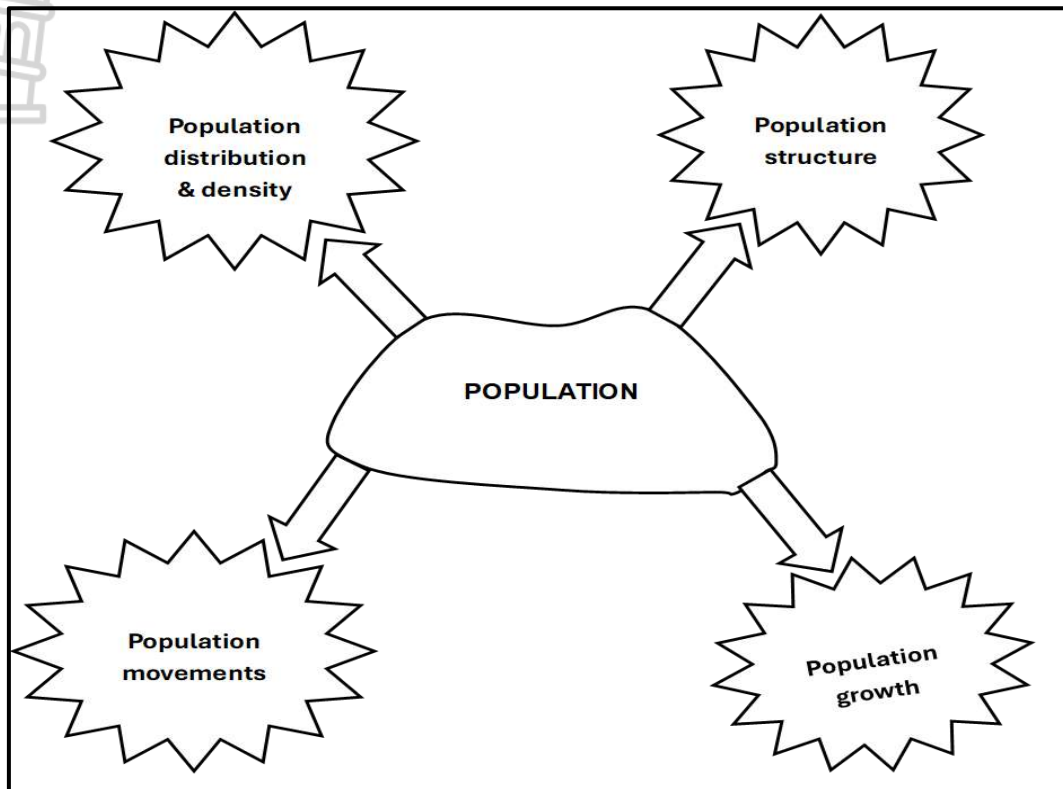 Population
distribution
& density
Population
structure
POPULATION
Population
movements
Population
growth